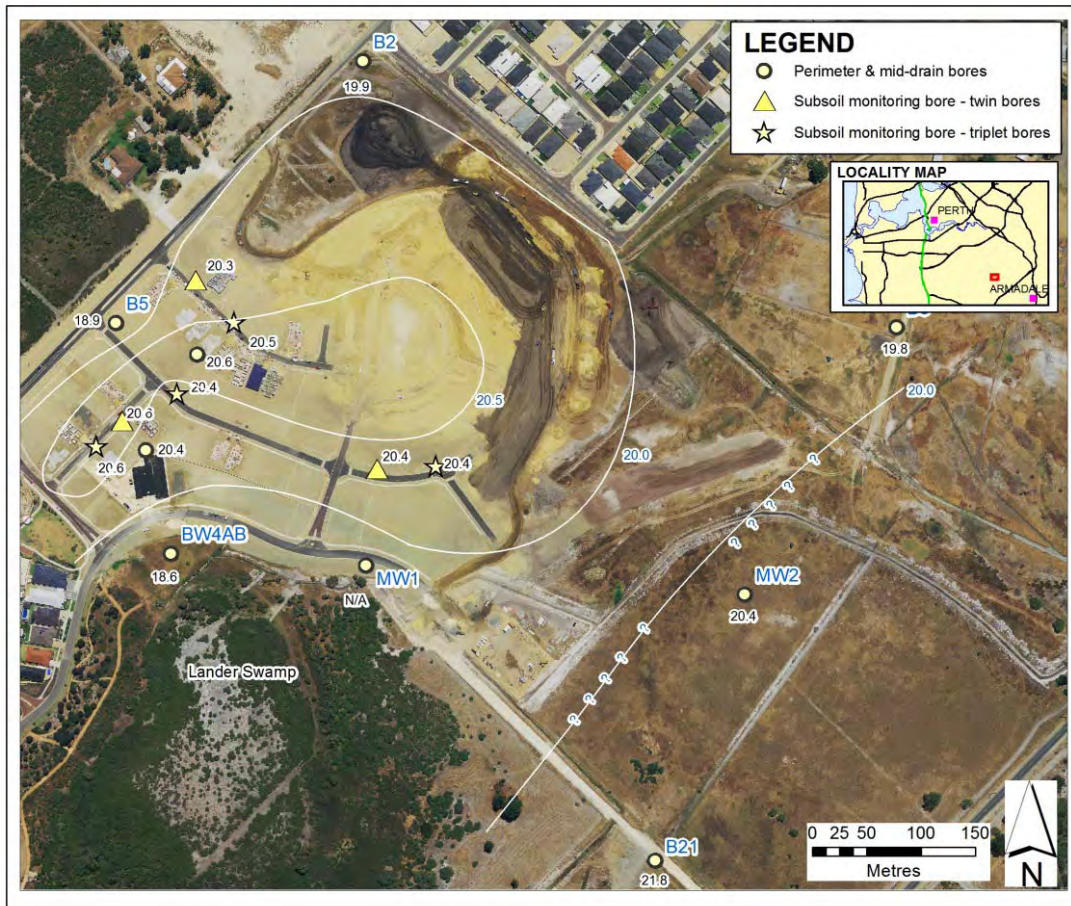 LEGEND
Perimeter & mid-drain bores
Subsoil monitoring bore - twin bores
Subsoil monitoring bore - triplet bores
LOCALITY MAP
PERTH
ARMADALE
B2
19.9
20.3
B5
18.9
20.5
20.6
20.4
20.6
20.4
20.6
20.4
20.4
20.5
20.0
19.8
20.0
? ? ? ? ?
? ? ? ? ?
BW4AB
18.6
MW1
N/A
MW2
20.4
Lander Swamp
B21
21.8
0 25 50 100 150
Metres
N